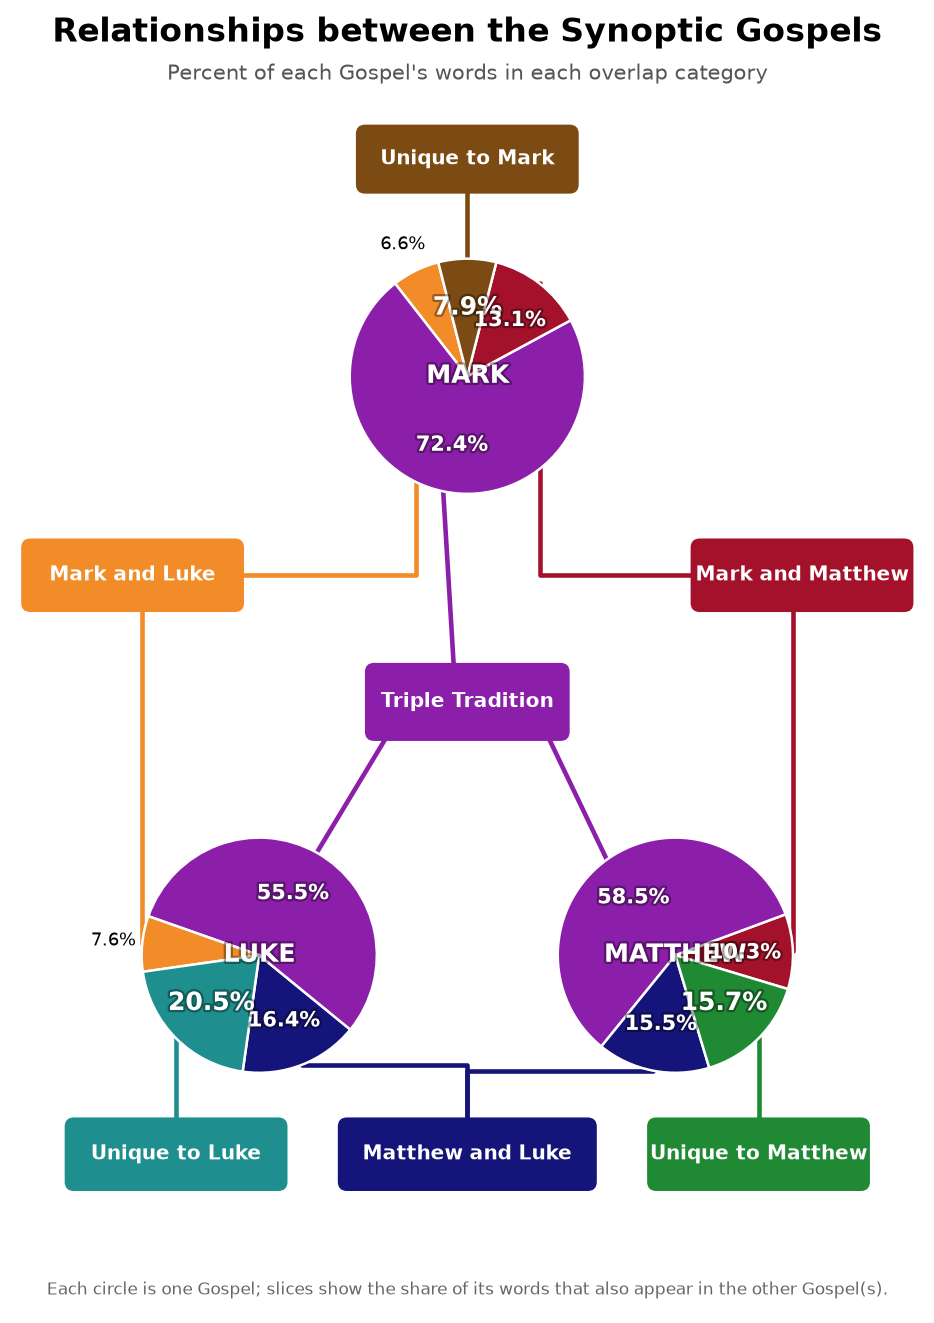 Relationships between the Synoptic Gospels
Percent of each Gospel's words in each overlap category
Unique to Mark
6.6%
7.9%
13.1%
MARK
72.4%
Mark and Luke
Mark and Matthew
Triple Tradition
55.5%
58.5%
7.6%
LUKE
MATTHEW
10.3%
20.5%
16.4%
15.5%
15.7%
Unique to Luke
Matthew and Luke
Unique to Matthew
Each circle is one Gospel; slices show the share of its words that also appear in the other Gospel(s).